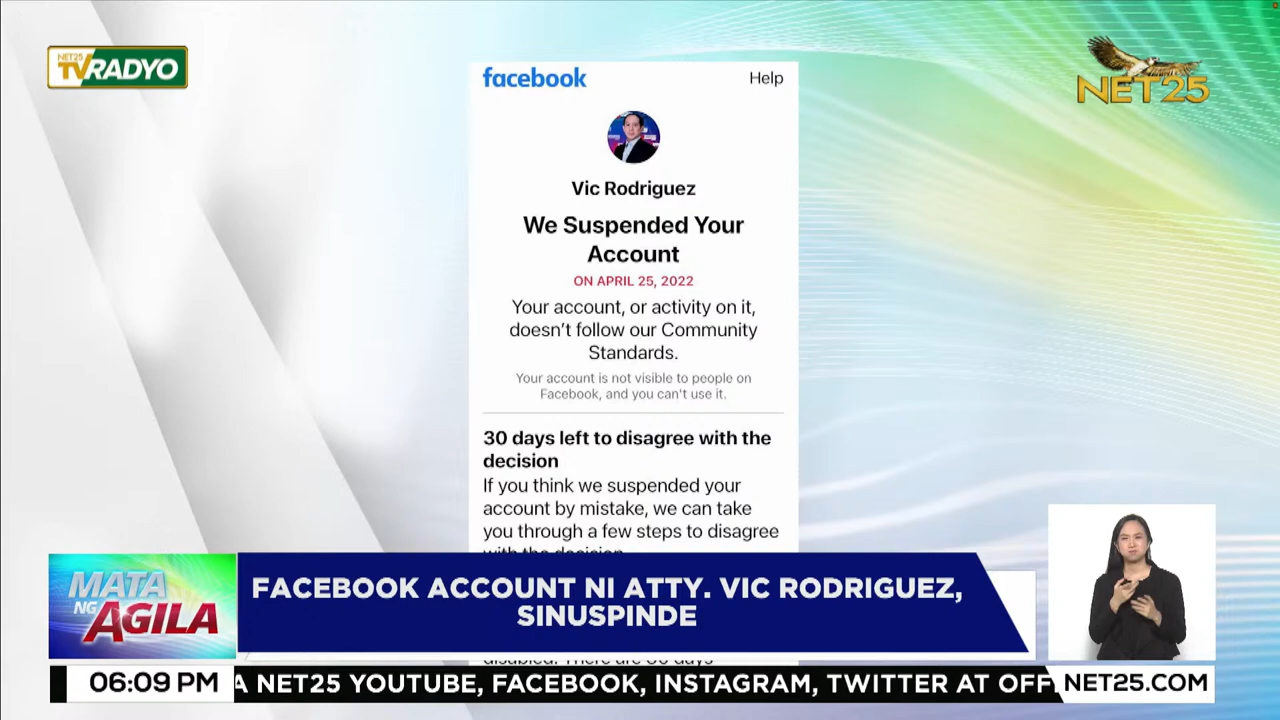 NET25
TVRADYO
NET25
facebook
Help
Vic Rodriguez
We Suspended Your
Account
ON APRIL 25, 2022
Your account, or activity on it,
doesn't follow our Community
Standards.
Your account is not visible to people on
Facebook, and you can't use it.
30 days left to disagree with the
decision
If you think we suspended your
account by mistake, we can take
you through a few steps to disagree
with the decision
MATA
NG
AGILA
FACEBOOK ACCOUNT NI ATTY. VIC RODRIGUEZ,
SINUSPINDE
06:09 PM
A NET25 YOUTUBE, FACEBOOK, INSTAGRAM, TWITTER AT OFF
NET25.COM